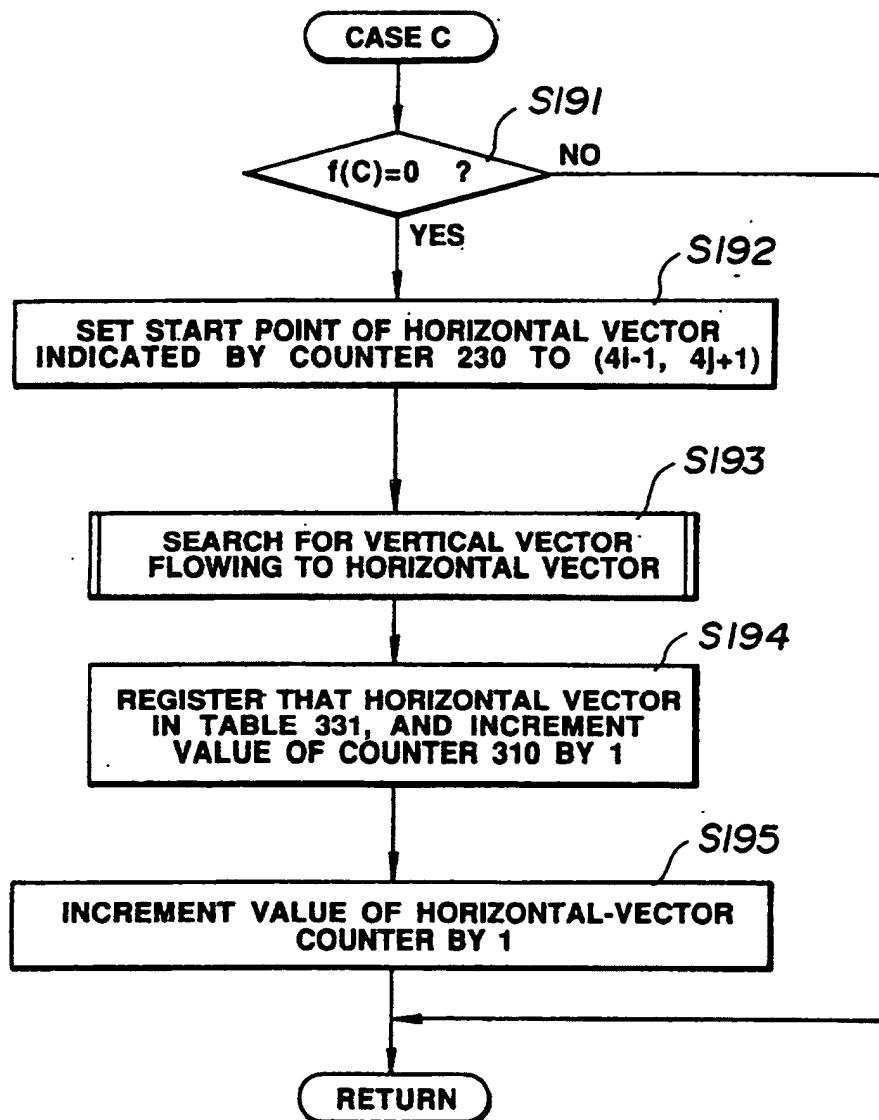 CASE C
S191
f(C)=0 ?
NO
YES
S192
SET START POINT OF HORIZONTAL VECTOR
INDICATED BY COUNTER 230 TO (4i-1, 4j+1)
S193
SEARCH FOR VERTICAL VECTOR
FLOWING TO HORIZONTAL VECTOR
S194
REGISTER THAT HORIZONTAL VECTOR
IN TABLE 331, AND INCREMENT
VALUE OF COUNTER 310 BY 1
S195
INCREMENT VALUE OF HORIZONTAL-VECTOR
COUNTER BY 1
RETURN